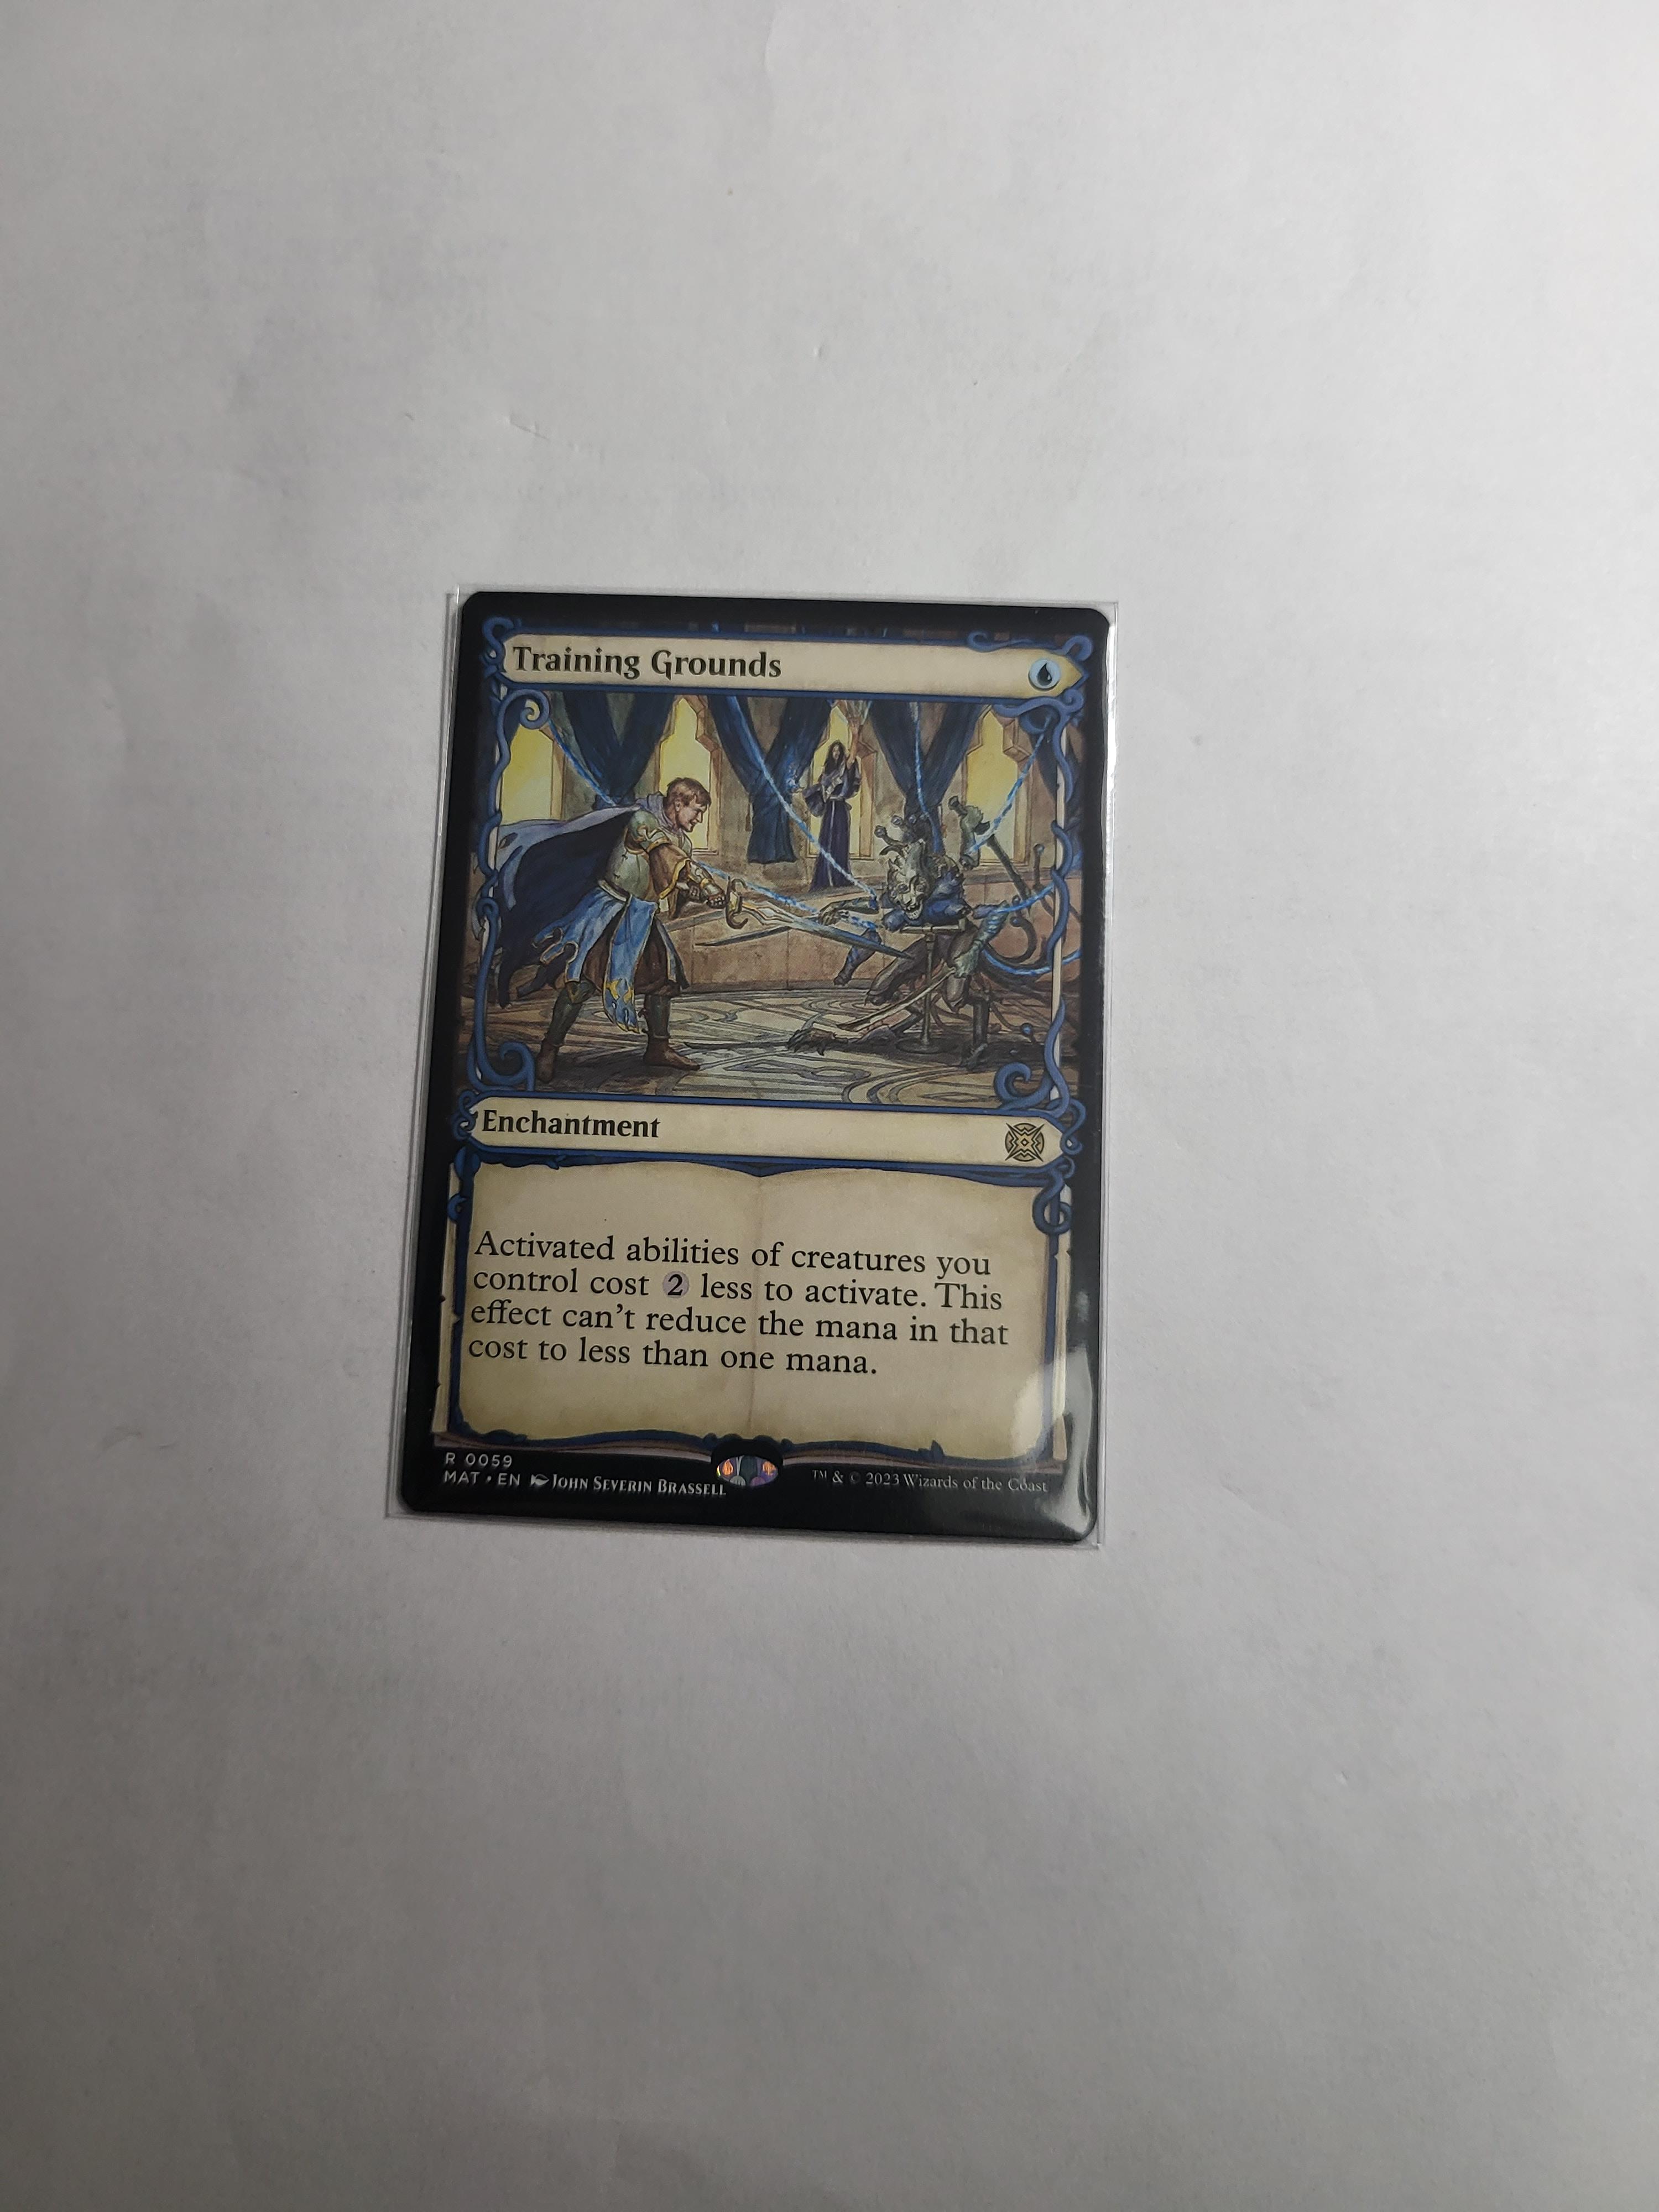 Training Grounds
Enchantment
Activated abilities of creatures you
control cost 2 less to activate. This
effect can't reduce the mana in that
cost to less than one mana.
R 0059
MAT • EN JOHN SEVERIN BRASSELL
™ & © 2023 Wizards of the Coast